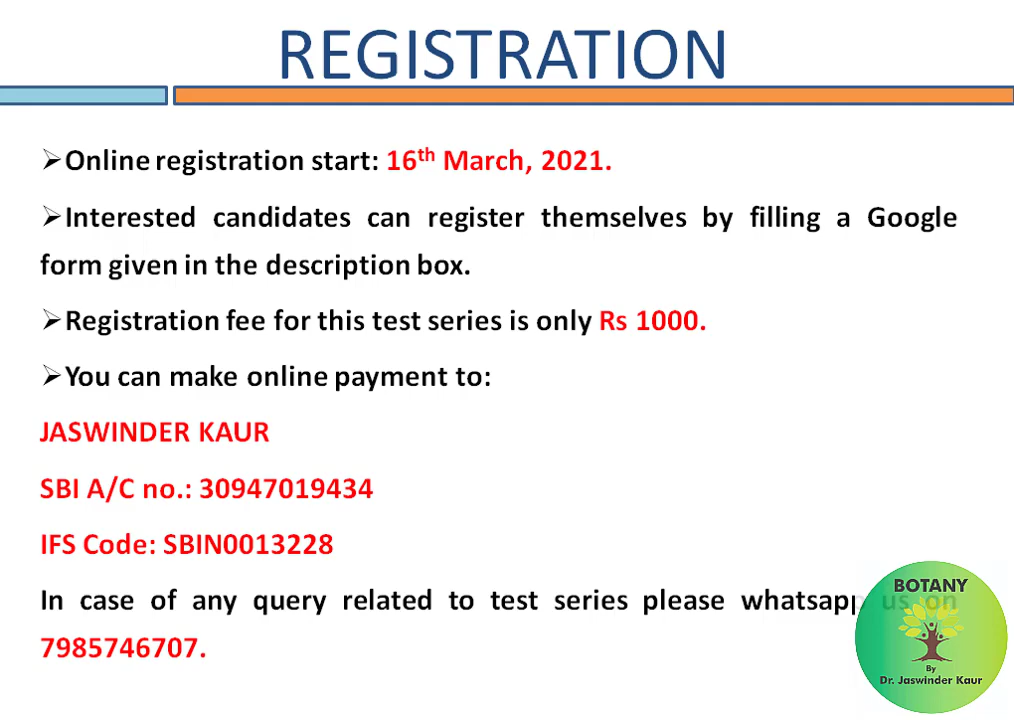 REGISTRATION
➢Online registration start: 16th March, 2021.
➢Interested candidates can register themselves by filling a Google
form given in the description box.
➢Registration fee for this test series is only Rs 1000.
➢You can make online payment to:
JASWINDER KAUR
SBI A/C no.: 30947019434
IFS Code: SBIN0013228
In case of any query related to test series please whatsapp us on
7985746707.
BOTANY
By
Dr. Jaswinder Kaur